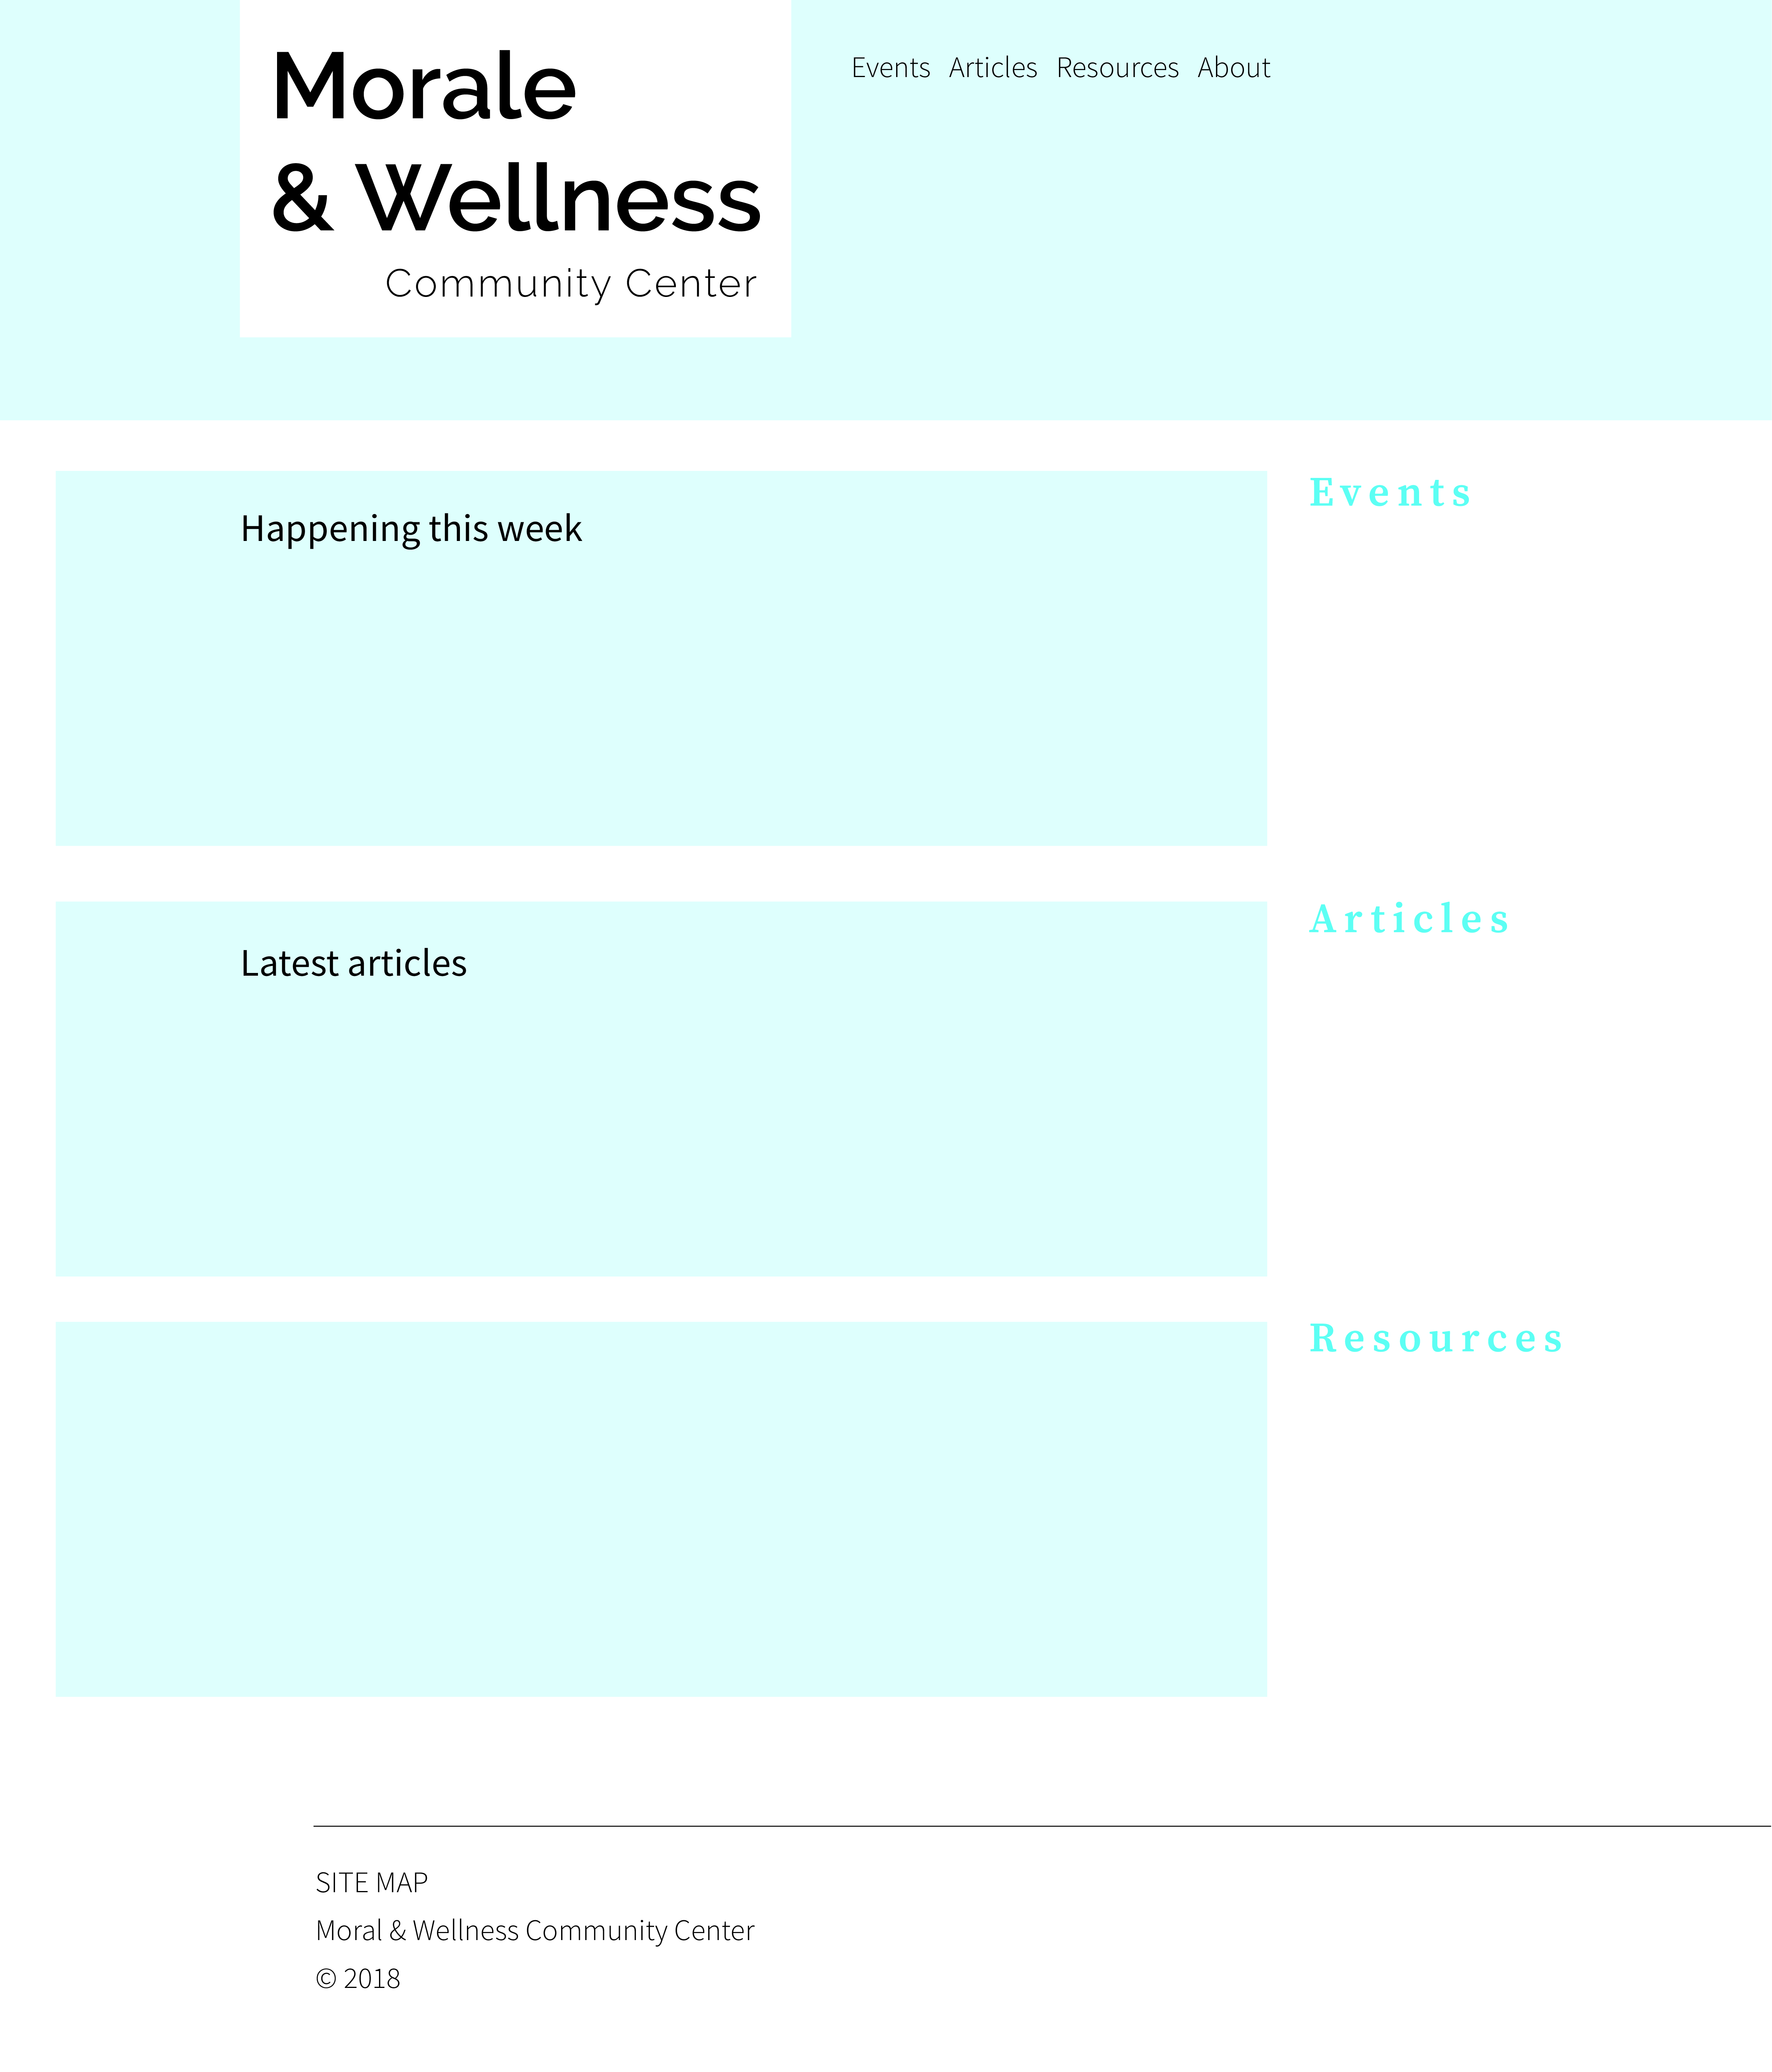 Morale
& Wellness
Community Center
Events Articles Resources About
Happening this week
Events
Latest articles
Articles
Resources
SITE MAP
Moral & Wellness Community Center
© 2018